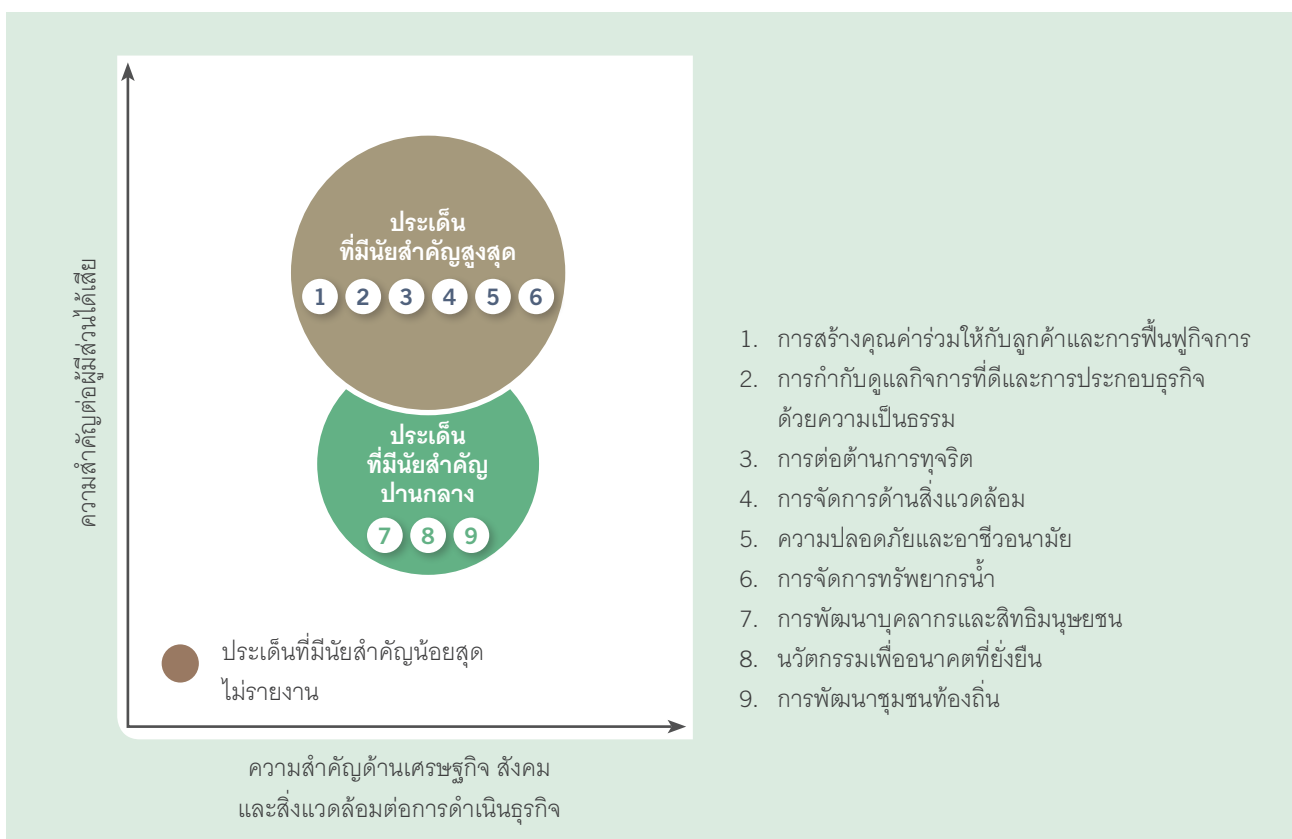 ความสำคัญต่อผู้มีส่วนได้เสีย
ประเด็น
ที่มีนัยสำคัญสูงสุด
1 2 3 4 5 6
ประเด็น
ที่มีนัยสำคัญ
ปานกลาง
7 8 9
ประเด็นที่มีนัยสำคัญน้อยสุด
ไม่รายงาน
ความสำคัญด้านเศรษฐกิจ สังคม
และสิ่งแวดล้อมต่อการดำเนินธุรกิจ
1. การสร้างคุณค่าร่วมให้กับลูกค้าและการฟื้นฟูกิจการ
2. การกำกับดูแลกิจการที่ดีและการประกอบธุรกิจ
ด้วยความเป็นธรรม
3. การต่อต้านการทุจริต
4. การจัดการด้านสิ่งแวดล้อม
5. ความปลอดภัยและอาชีวอนามัย
6. การจัดการทรัพยากรน้ำ
7. การพัฒนาบุคลากรและสิทธิมนุษยชน
8. นวัตกรรมเพื่ออนาคตที่ยั่งยืน
9. การพัฒนาชุมชนท้องถิ่น